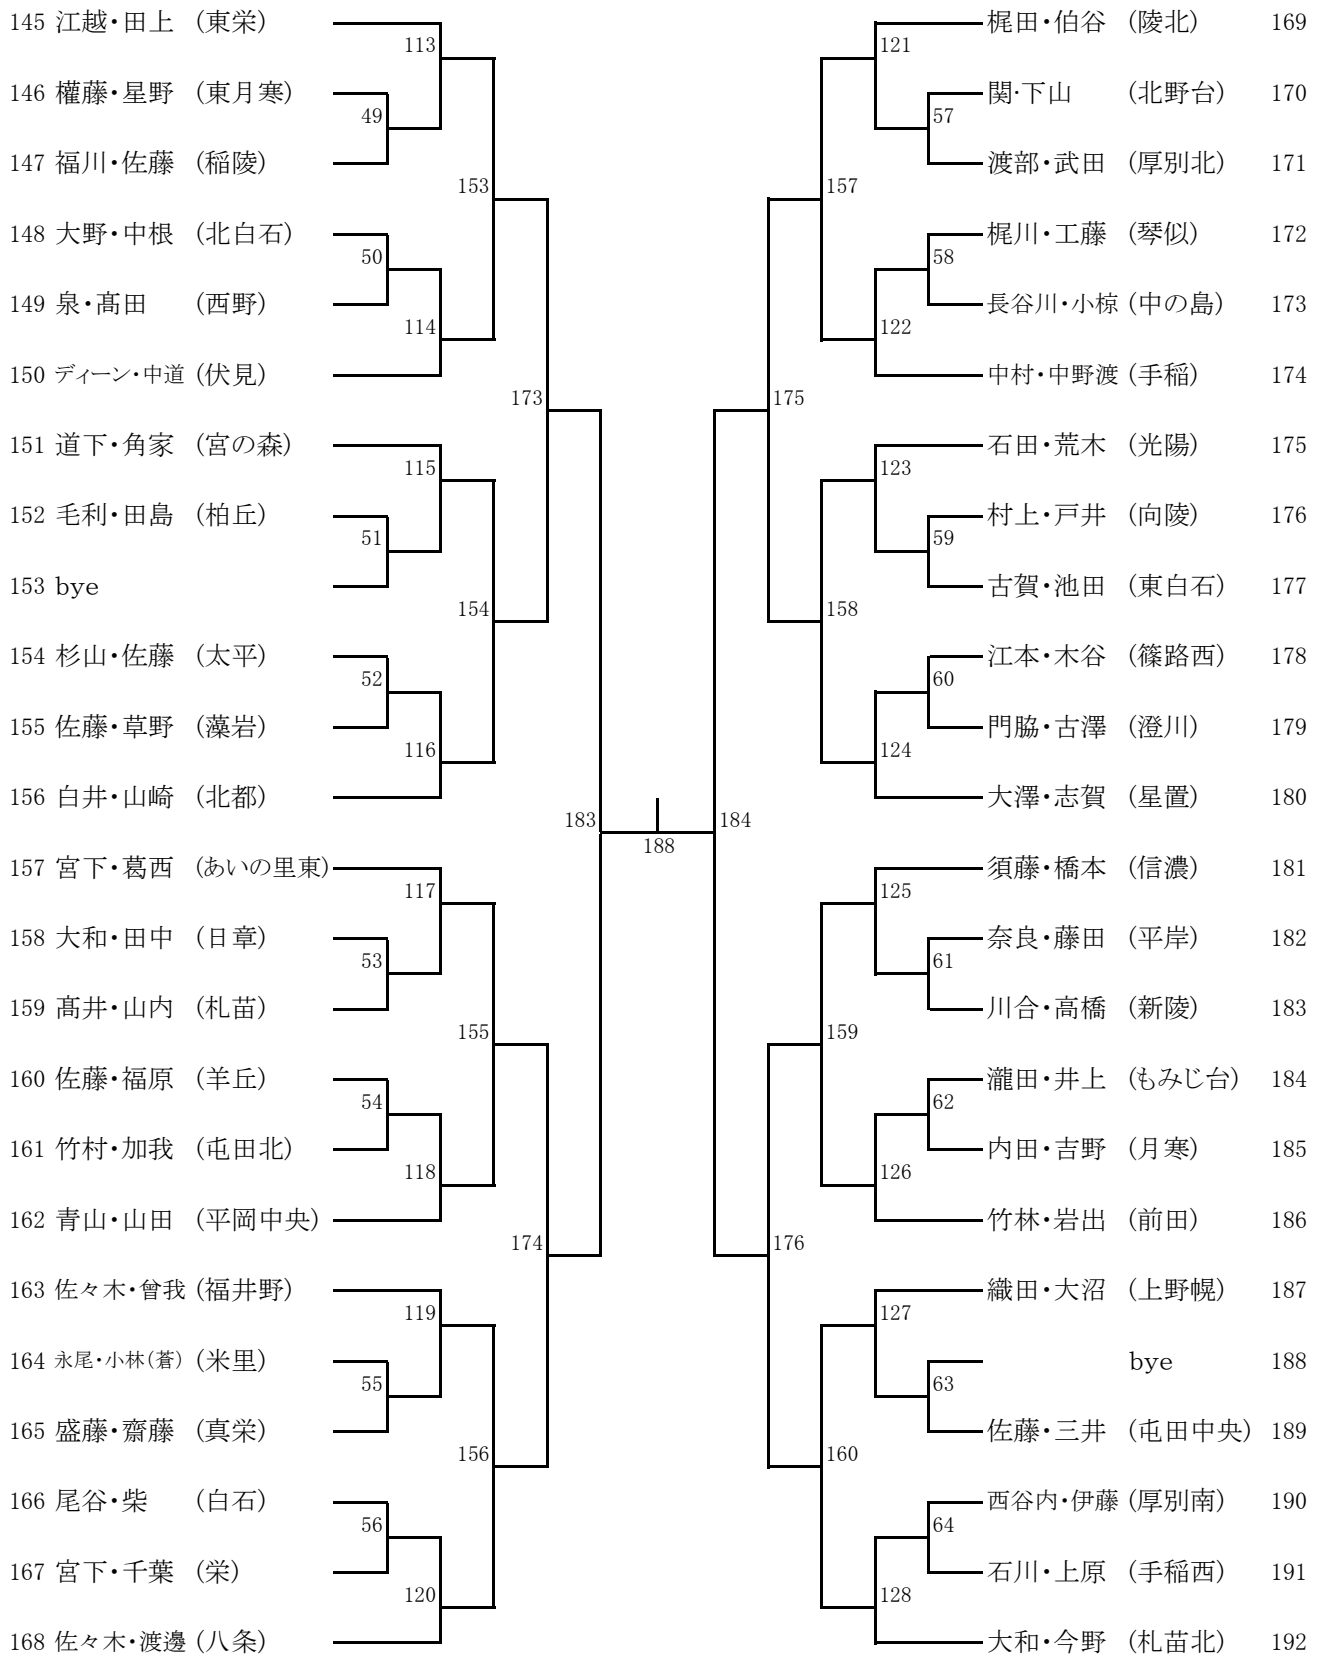 145 江越・田上 (東栄)
113
146 權藤・星野 (東月寒)
49
147 福川・佐藤 (稲陵)
153
148 大野・中根 (北白石)
50
149 泉・髙田 (西野)
114
150 ディーン・中道 (伏見)
173
151 道下・角家 (宮の森)
115
152 毛利・田島 (柏丘)
51
153 bye
154
154 杉山・佐藤 (太平)
52
155 佐藤・草野 (藻岩)
116
156 白井・山崎 (北都)
183
188
157 宮下・葛西 (あいの里東)
117
158 大和・田中 (日章)
53
159 髙井・山内 (札苗)
155
160 佐藤・福原 (羊丘)
54
161 竹村・加我 (屯田北)
118
162 青山・山田 (平岡中央)
174
163 佐々木・曾我 (福井野)
119
164 永尾・小林(蒼) (米里)
55
165 盛藤・齋藤 (真栄)
156
166 尾谷・柴 (白石)
56
167 宮下・千葉 (栄)
120
168 佐々木・渡邊 (八条)
梶田・伯谷 (陵北) 169
121
関・下山 (北野台) 170
57
渡部・武田 (厚別北) 171
157
梶川・工藤 (琴似) 172
58
長谷川・小椋 (中の島) 173
122
中村・中野渡 (手稲) 174
175
石田・荒木 (光陽) 175
123
村上・戸井 (向陵) 176
59
古賀・池田 (東白石) 177
158
江本・木谷 (篠路西) 178
60
門脇・古澤 (澄川) 179
124
大澤・志賀 (星置) 180
184
須藤・橋本 (信濃) 181
125
奈良・藤田 (平岸) 182
61
川合・高橋 (新陵) 183
159
瀧田・井上 (もみじ台) 184
62
内田・吉野 (月寒) 185
126
竹林・岩出 (前田) 186
176
織田・大沼 (上野幌) 187
127
bye 188
63
佐藤・三井 (屯田中央) 189
160
西谷内・伊藤 (厚別南) 190
64
石川・上原 (手稲西) 191
128
大和・今野 (札苗北) 192